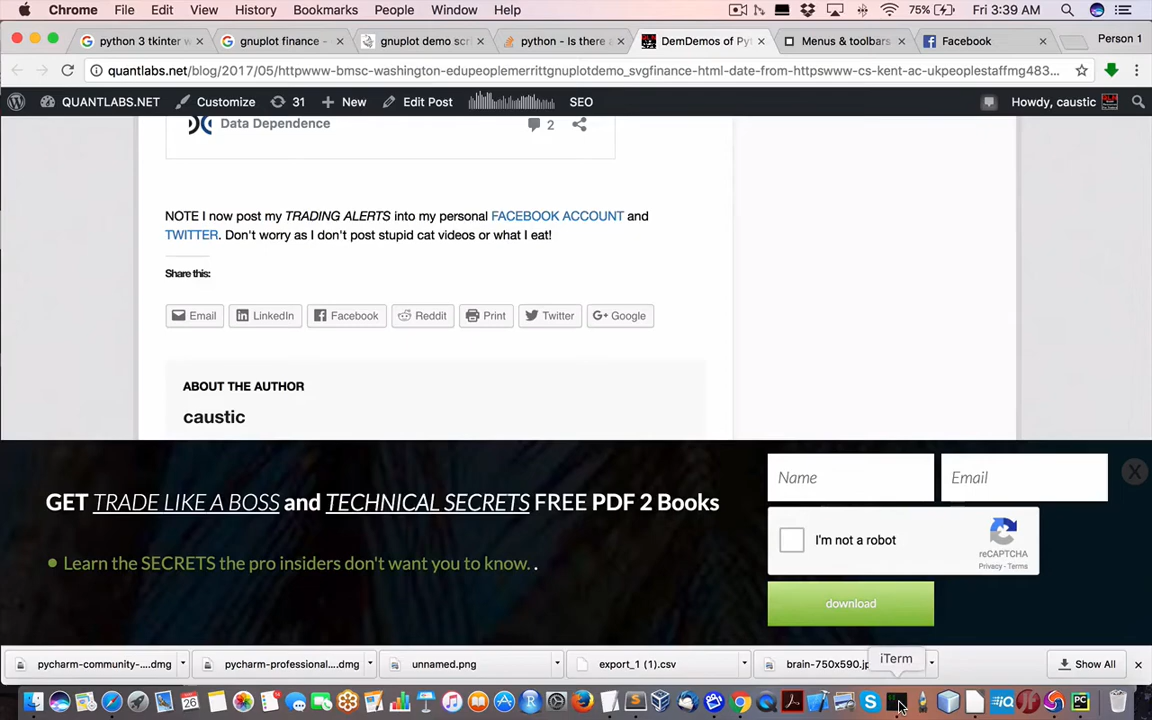 Chrome File Edit View History Bookmarks People Window Help 75% Fri 3:39 AM
python 3 tkinter w × gnuplot finance - × gnuplot demo scr × python - Is there × DemDemos of Py × Menus & toolbars × Facebook × Person 1
quantlabs.net/blog/2017/05/httpwww-bmsc-washington-edupeoplemerrittgnuplotdemo_svgfinance-html-date-from-httpswww-cs-kent-ac-ukpeoplestaffmg483...
QUANTLABS.NET Customize 31 New Edit Post SEO Howdy, caustic
Data Dependence 2
NOTE I now post my TRADING ALERTS into my personal FACEBOOK ACCOUNT and
TWITTER. Don't worry as I don't post stupid cat videos or what I eat!
Share this:
Email LinkedIn Facebook Reddit Print Twitter Google
ABOUT THE AUTHOR
caustic
GET TRADE LIKE A BOSS and TECHNICAL SECRETS FREE PDF 2 Books
Name Email
I'm not a robot
reCAPTCHA
Privacy - Terms
Learn the SECRETS the pro insiders don't want you to know. .
download
iTerm
pycharm-community-....dmg pycharm-professional....dmg unnamed.png export_1 (1).csv brain-750x590.jp Show All